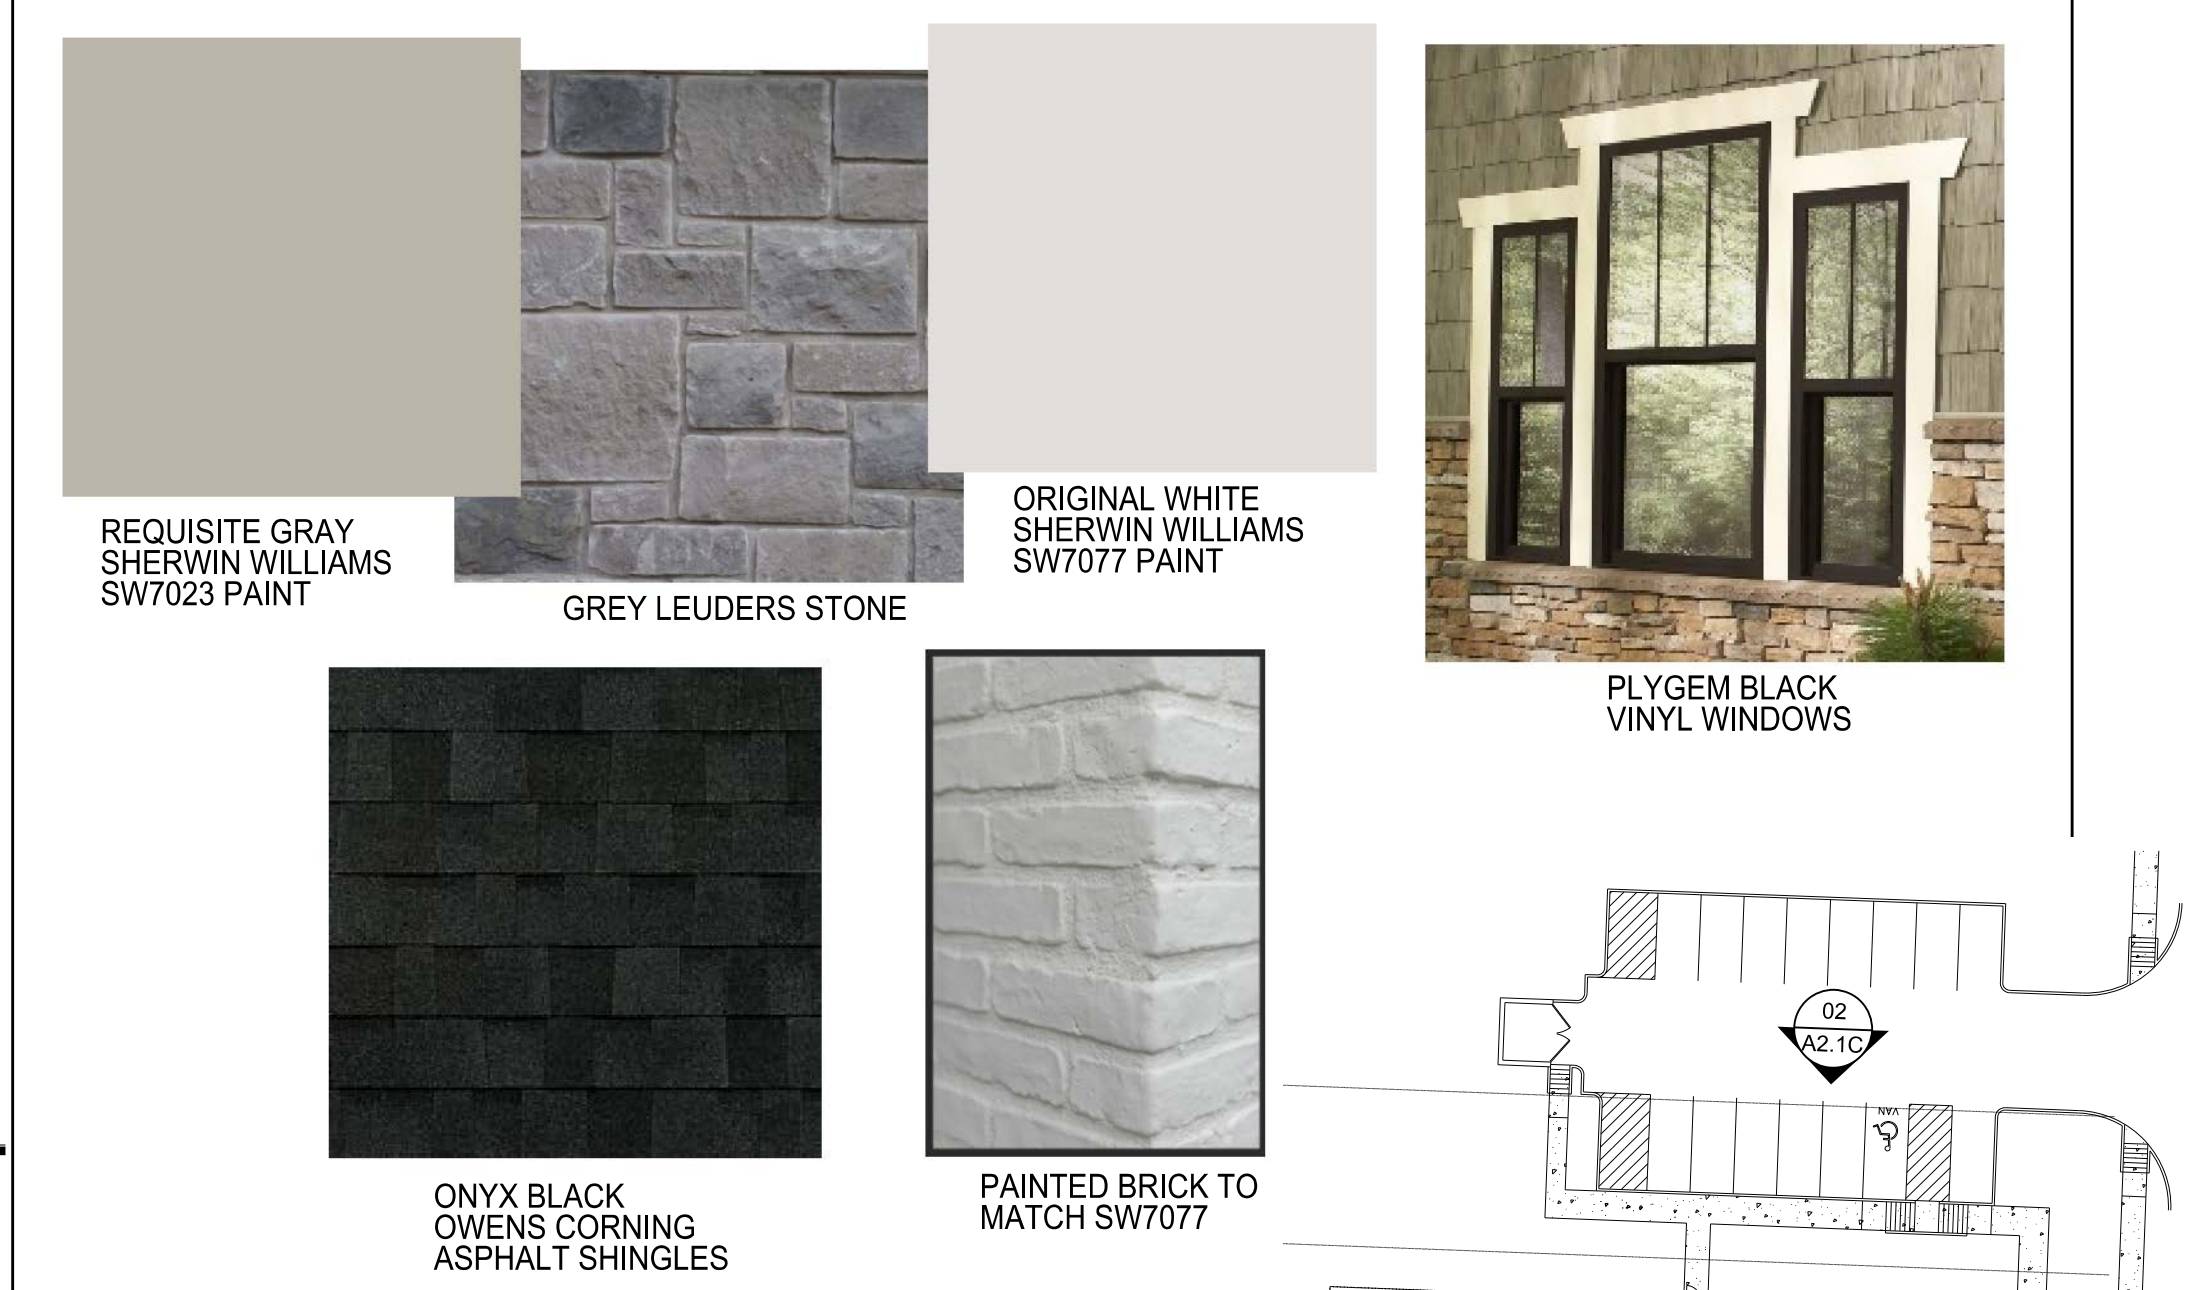 REQUISITE GRAY
SHERWIN WILLIAMS
SW7023 PAINT
GREY LEUDERS STONE
ORIGINAL WHITE
SHERWIN WILLIAMS
SW7077 PAINT
PLYGEM BLACK
VINYL WINDOWS
ONYX BLACK
OWENS CORNING
ASPHALT SHINGLES
PAINTED BRICK TO
MATCH SW7077
02
A2.1C
VAN